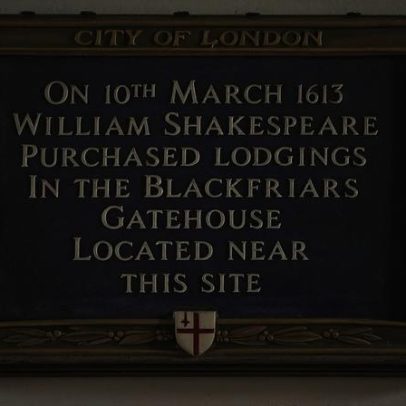 CITY OF LONDON
ON 10TH MARCH 1613
WILLIAM SHAKESPEARE
PURCHASED LODGINGS
IN THE BLACKFRIARS
GATEHOUSE
LOCATED NEAR
THIS SITE